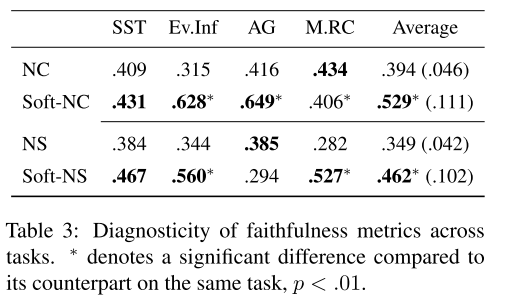 SST Ev.Inf AG M.RC Average
NC .409 .315 .416 .434 .394 (.046)
Soft-NC .431 .628* .649* .406* .529* (.111)
NS .384 .344 .385 .282 .349 (.042)
Soft-NS .467 .560* .294 .527* .462* (.102)
Table 3: Diagnosticity of faithfulness metrics across
tasks. * denotes a significant difference compared to
its counterpart on the same task, p < .01.